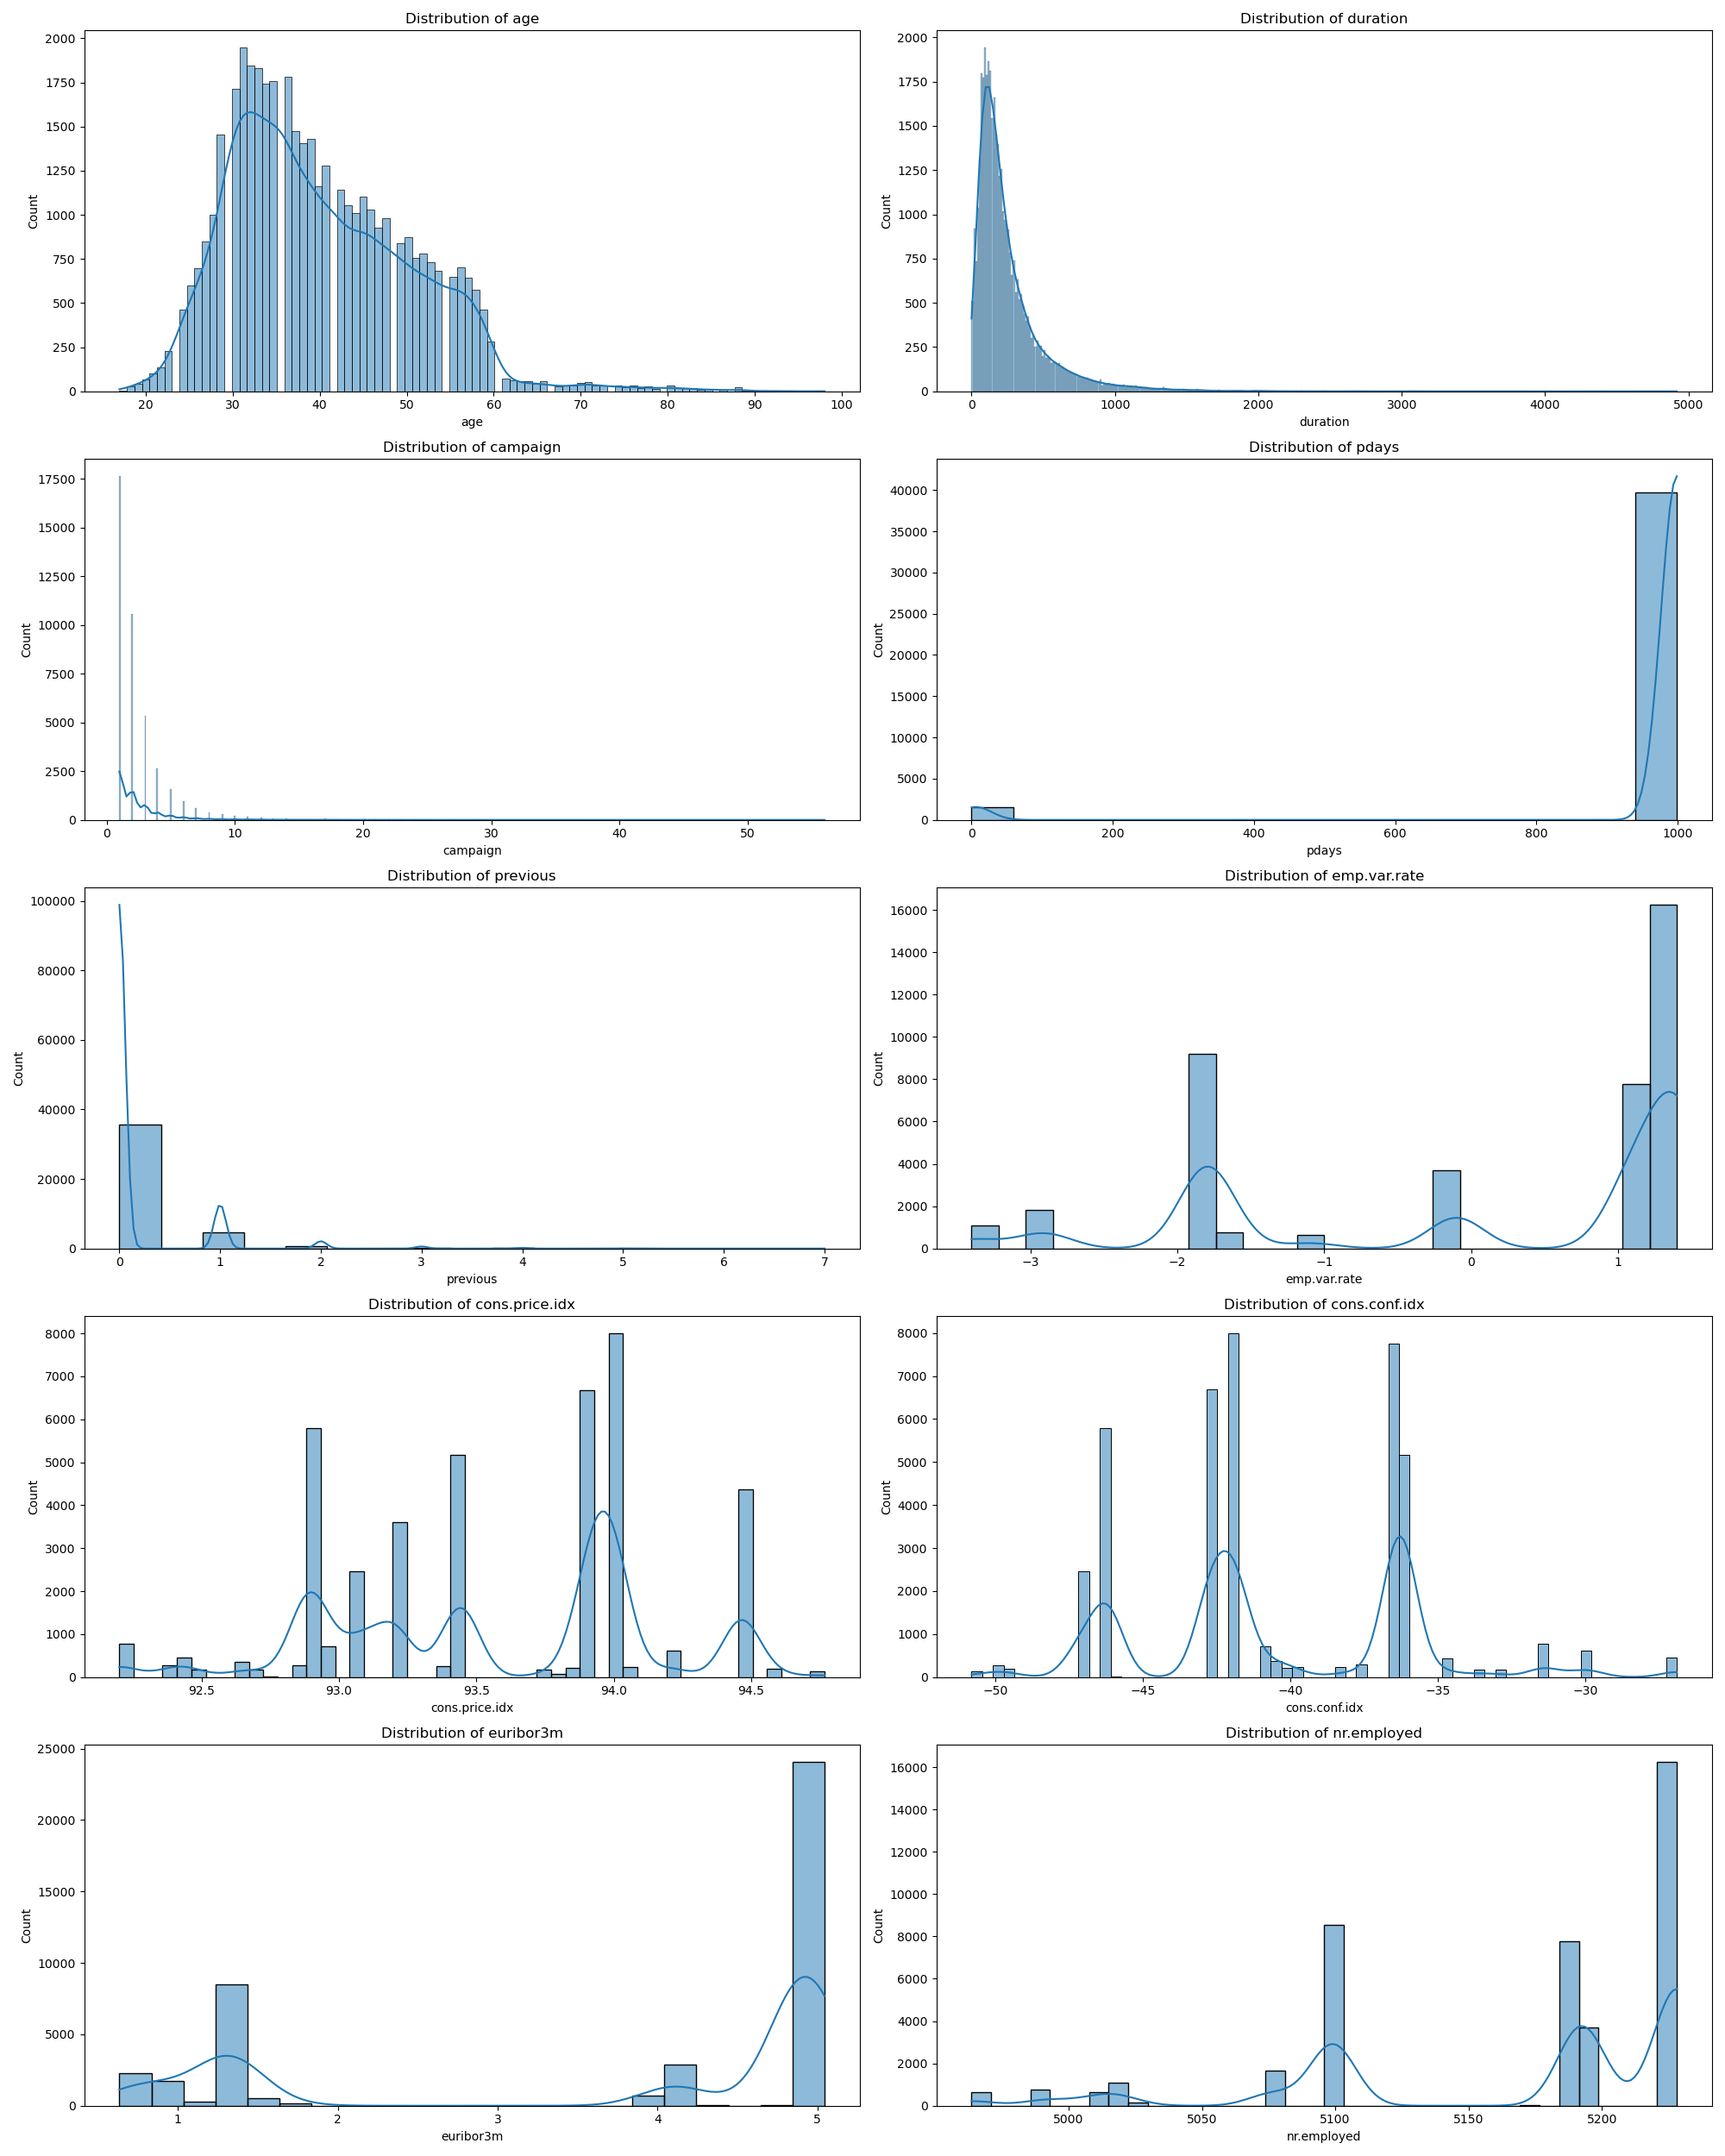 Distribution of age
2000
1750
1500
1250
1000
750
500
250
0
Count
20 30 40 50 60 70 80 90 100
age
Distribution of duration
2000
1750
1500
1250
1000
750
500
250
0
Count
0 1000 2000 3000 4000 5000
duration
Distribution of campaign
17500
15000
12500
10000
7500
5000
2500
0
Count
0 10 20 30 40 50
campaign
Distribution of pdays
40000
35000
30000
25000
20000
15000
10000
5000
0
Count
0 200 400 600 800 1000
pdays
Distribution of previous
100000
80000
60000
40000
20000
0
Count
0 1 2 3 4 5 6 7
previous
Distribution of emp.var.rate
16000
14000
12000
10000
8000
6000
4000
2000
0
Count
−3 −2 −1 0 1
emp.var.rate
Distribution of cons.price.idx
8000
7000
6000
5000
4000
3000
2000
1000
0
Count
92.5 93.0 93.5 94.0 94.5
cons.price.idx
Distribution of cons.conf.idx
8000
7000
6000
5000
4000
3000
2000
1000
0
Count
−50 −45 −40 −35 −30
cons.conf.idx
Distribution of euribor3m
25000
20000
15000
10000
5000
0
Count
1 2 3 4 5
euribor3m
Distribution of nr.employed
16000
14000
12000
10000
8000
6000
4000
2000
0
Count
5000 5050 5100 5150 5200
nr.employed